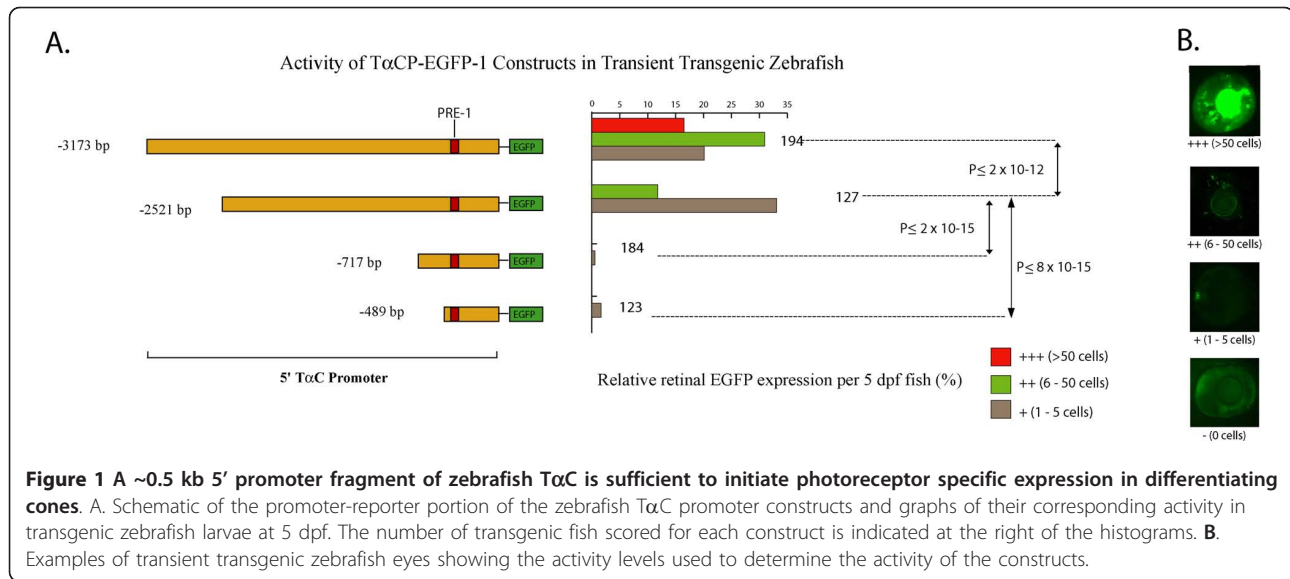 A.
Activity of TαCP-EGFP-1 Constructs in Transient Transgenic Zebrafish
B.
PRE-1
0 5 10 15 20 25 30 35
-3173 bp
EGFP
194
P≤ 2 x 10-12
+++ (>50 cells)
-2521 bp
EGFP
127
P≤ 2 x 10-15
++ (6 - 50 cells)
-717 bp
EGFP
184
P≤ 8 x 10-15
-489 bp
EGFP
123
+ (1 - 5 cells)
5' TαC Promoter
Relative retinal EGFP expression per 5 dpf fish (%)
+++ (>50 cells)
++ (6 - 50 cells)
+ (1 - 5 cells)
- (0 cells)
Figure 1 A ~0.5 kb 5′ promoter fragment of zebrafish TαC is sufficient to initiate photoreceptor specific expression in differentiating
cones. A. Schematic of the promoter-reporter portion of the zebrafish TαC promoter constructs and graphs of their corresponding activity in
transgenic zebrafish larvae at 5 dpf. The number of transgenic fish scored for each construct is indicated at the right of the histograms. B.
Examples of transient transgenic zebrafish eyes showing the activity levels used to determine the activity of the constructs.